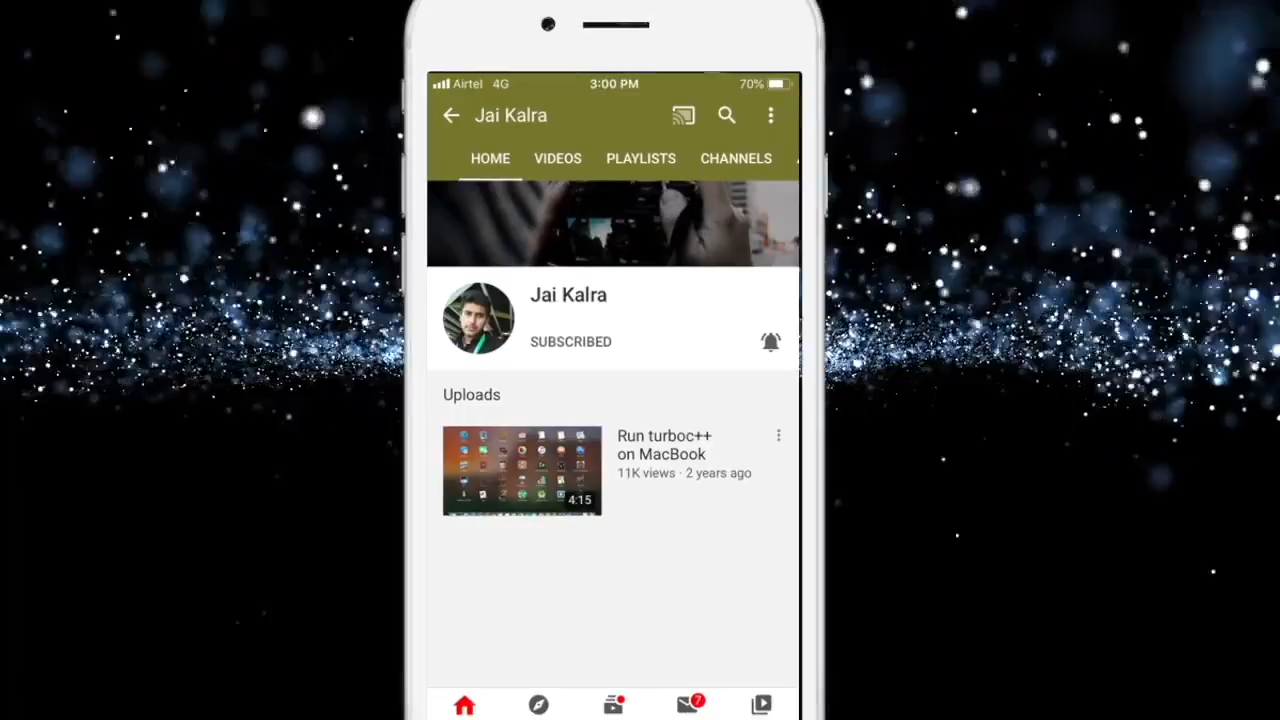 Airtel 4G 3:00 PM 70%
Jai Kalra
HOME VIDEOS PLAYLISTS CHANNELS
Jai Kalra
SUBSCRIBED
Uploads
Run turboc++
on MacBook
11K views · 2 years ago
4:15
7